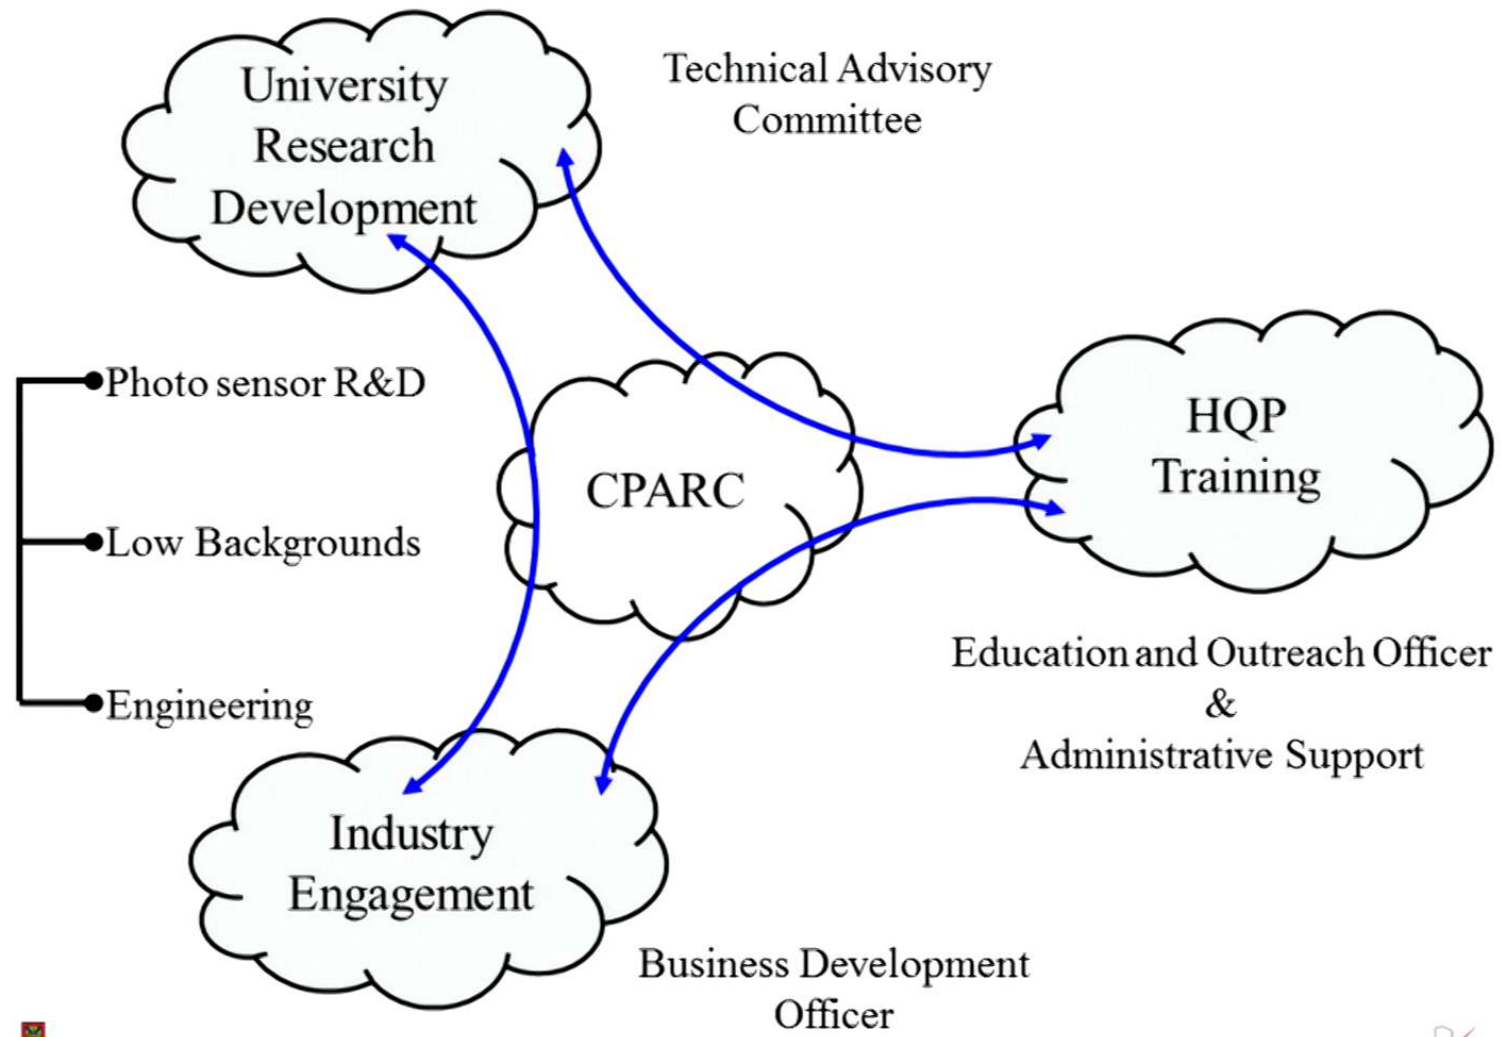 University
Research
Development
Technical Advisory
Committee
Photo sensor R&D
Low Backgrounds
Engineering
CPARC
HQP
Training
Education and Outreach Officer
&
Administrative Support
Industry
Engagement
Business Development
Officer